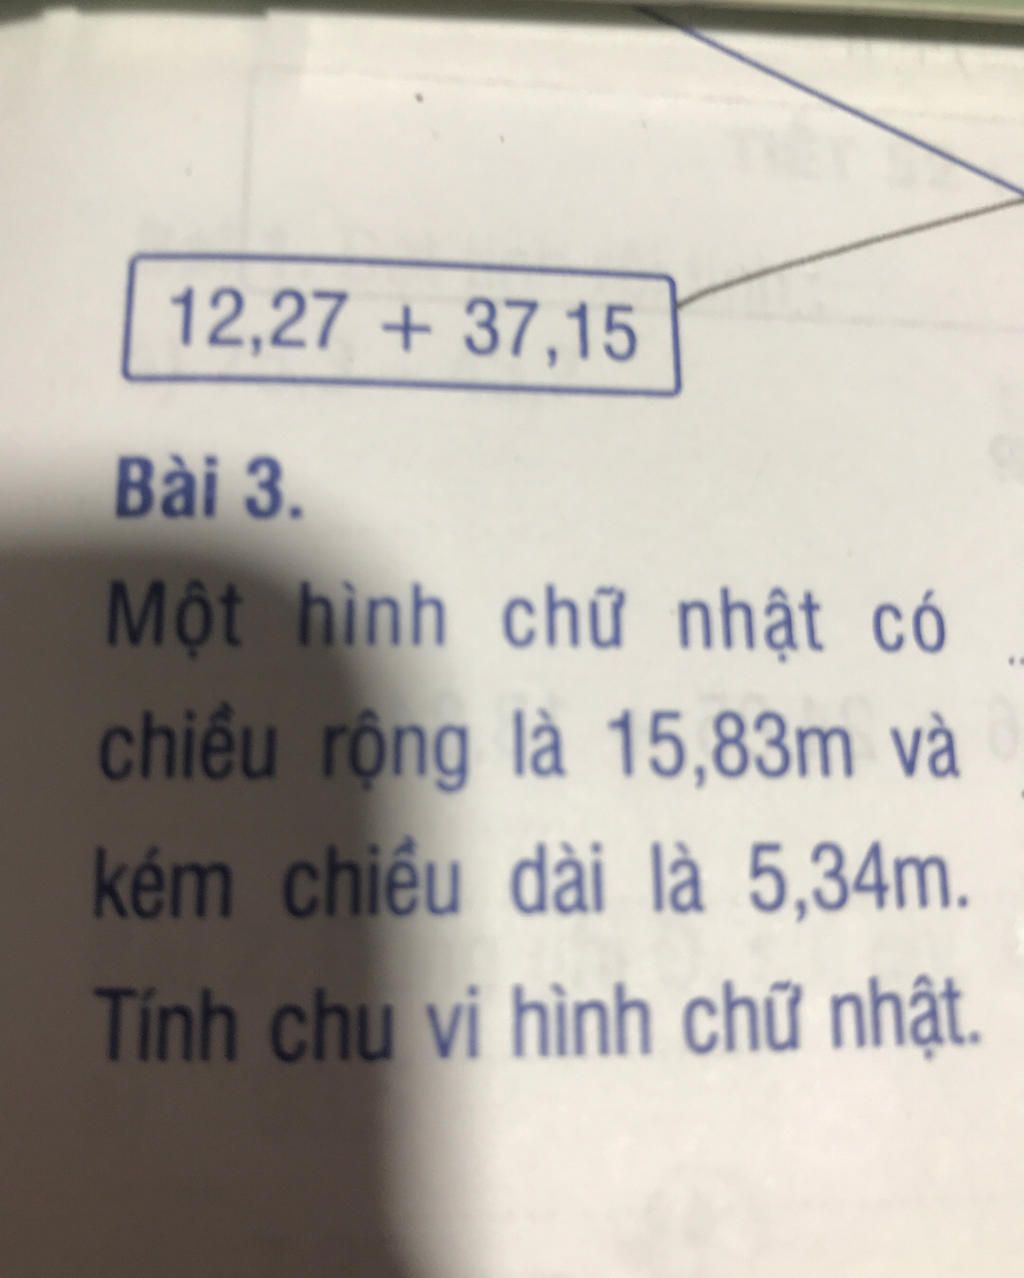 12,27 + 37,15
Bài 3.
Một hình chữ nhật có
chiều rộng là 15,83m và
kém chiều dài là 5,34m.
Tính chu vi hình chữ nhật.